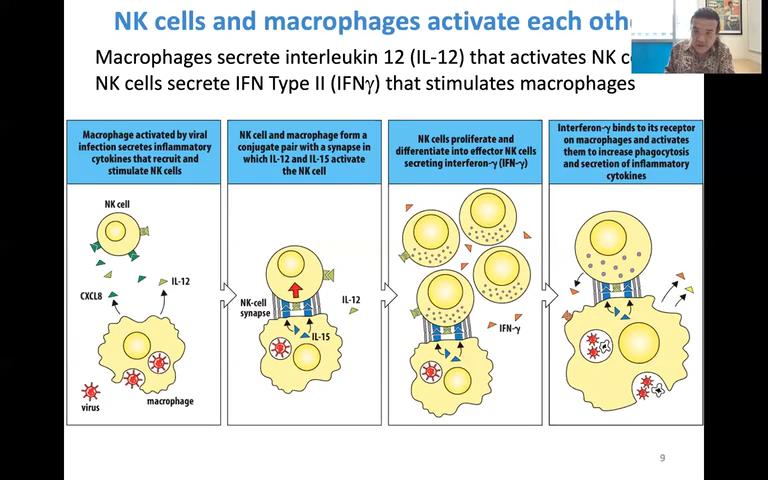 NK cells and macrophages activate each
Macrophages secrete interleukin 12 (IL-12) that activates NK
NK cells secrete IFN Type II (IFNγ) that stimulates macrophages
Macrophage activated by viral
infection secretes inflammatory
cytokines that recruit and
stimulate NK cells
NK cell
CXCL8
IL-12
virus
macrophage
NK cell and macrophage form a
conjugate pair with a synapse in
which IL-12 and IL-15 activate
the NK cell
NK-cell
synapse
IL-12
IL-15
NK cells proliferate and
differentiate into effector NK cells
secreting interferon-γ (IFN-γ)
IFN-γ
Interferon-γ binds to its receptor
on macrophages and activates
them to increase phagocytosis
and secretion of inflammatory
cytokines
9